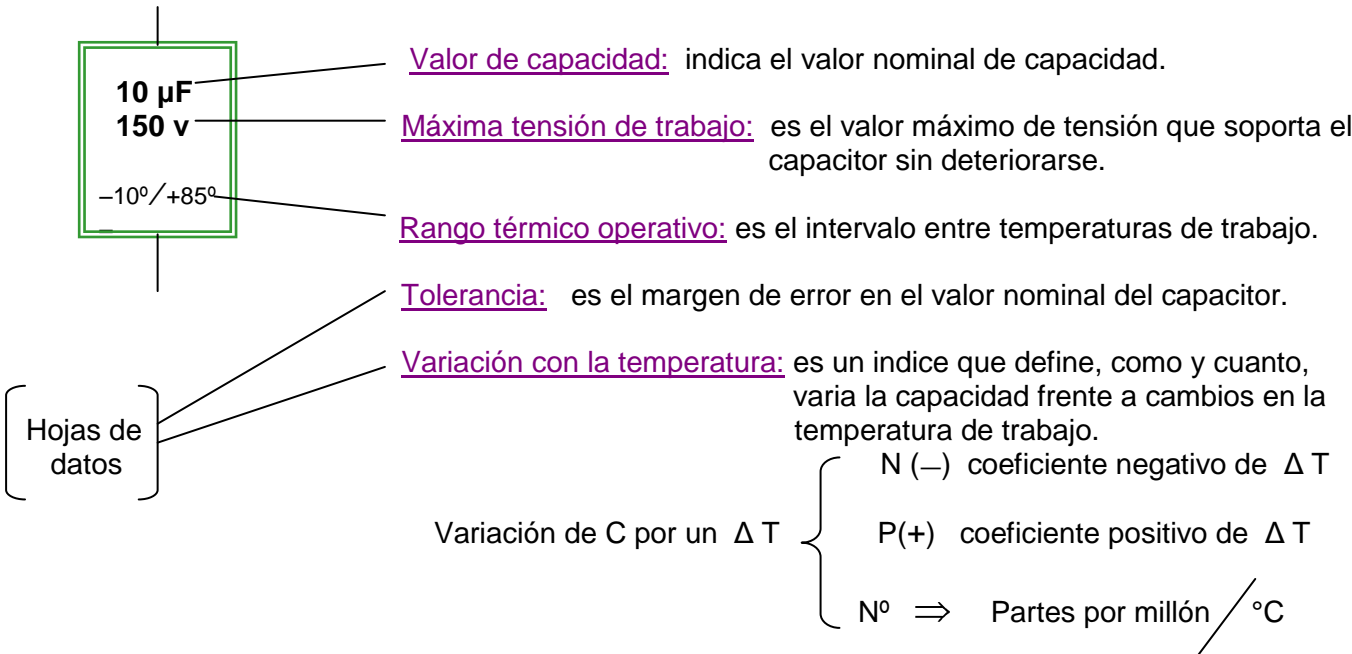 10 µF
150 v
–10º/+85º
–
Valor de capacidad: indica el valor nominal de capacidad.
Máxima tensión de trabajo: es el valor máximo de tensión que soporta el
capacitor sin deteriorarse.
Rango térmico operativo: es el intervalo entre temperaturas de trabajo.
Tolerancia: es el margen de error en el valor nominal del capacitor.
Variación con la temperatura: es un indice que define, como y cuanto,
varia la capacidad frente a cambios en la
temperatura de trabajo.
Hojas de
datos
Variación de C por un Δ T
N (–) coeficiente negativo de Δ T
P(+) coeficiente positivo de Δ T
Nº ⇒ Partes por millón / °C